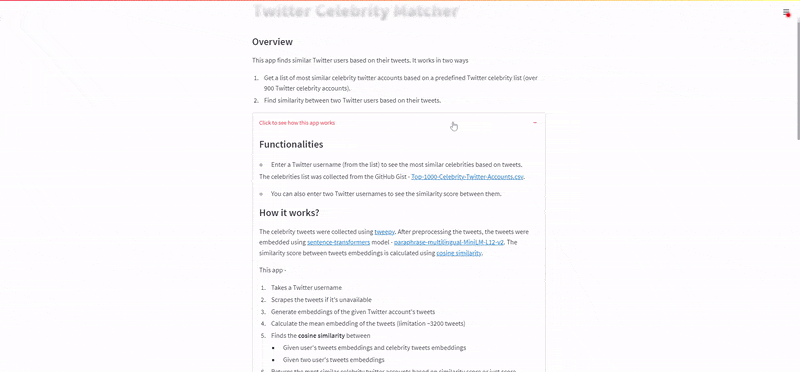 Twitter Celebrity Matcher
Overview
This app finds similar Twitter users based on their tweets. It works in two ways
1. Get a list of most similar celebrity twitter accounts based on a predefined Twitter celebrity list (over
900 Twitter celebrity accounts).
2. Find similarity between two Twitter users based on their tweets.
Click to see how this app works
Functionalities
Enter a Twitter username (from the list) to see the most similar celebrities based on tweets.
The celebrities list was collected from the GitHub Gist - Top-1000-Celebrity-Twitter-Accounts.csv.
You can also enter two Twitter usernames to see the similarity score between them.
How it works?
The celebrity tweets were collected using tweepy. After preprocessing the tweets, the tweets were
embedded using sentence-transformers model - paraphrase-multilingual-MiniLM-L12-v2. The
similarity score between tweets embeddings is calculated using cosine similarity.
This app -
1. Takes a Twitter username
2. Scrapes the tweets if it's unavailable
3. Generate embeddings of the given Twitter account's tweets
4. Calculate the mean embedding of the tweets (limitation ~3200 tweets)
5. Finds the cosine similarity between
Given user's tweets embeddings and celebrity tweets embeddings
Given two user's tweets embeddings